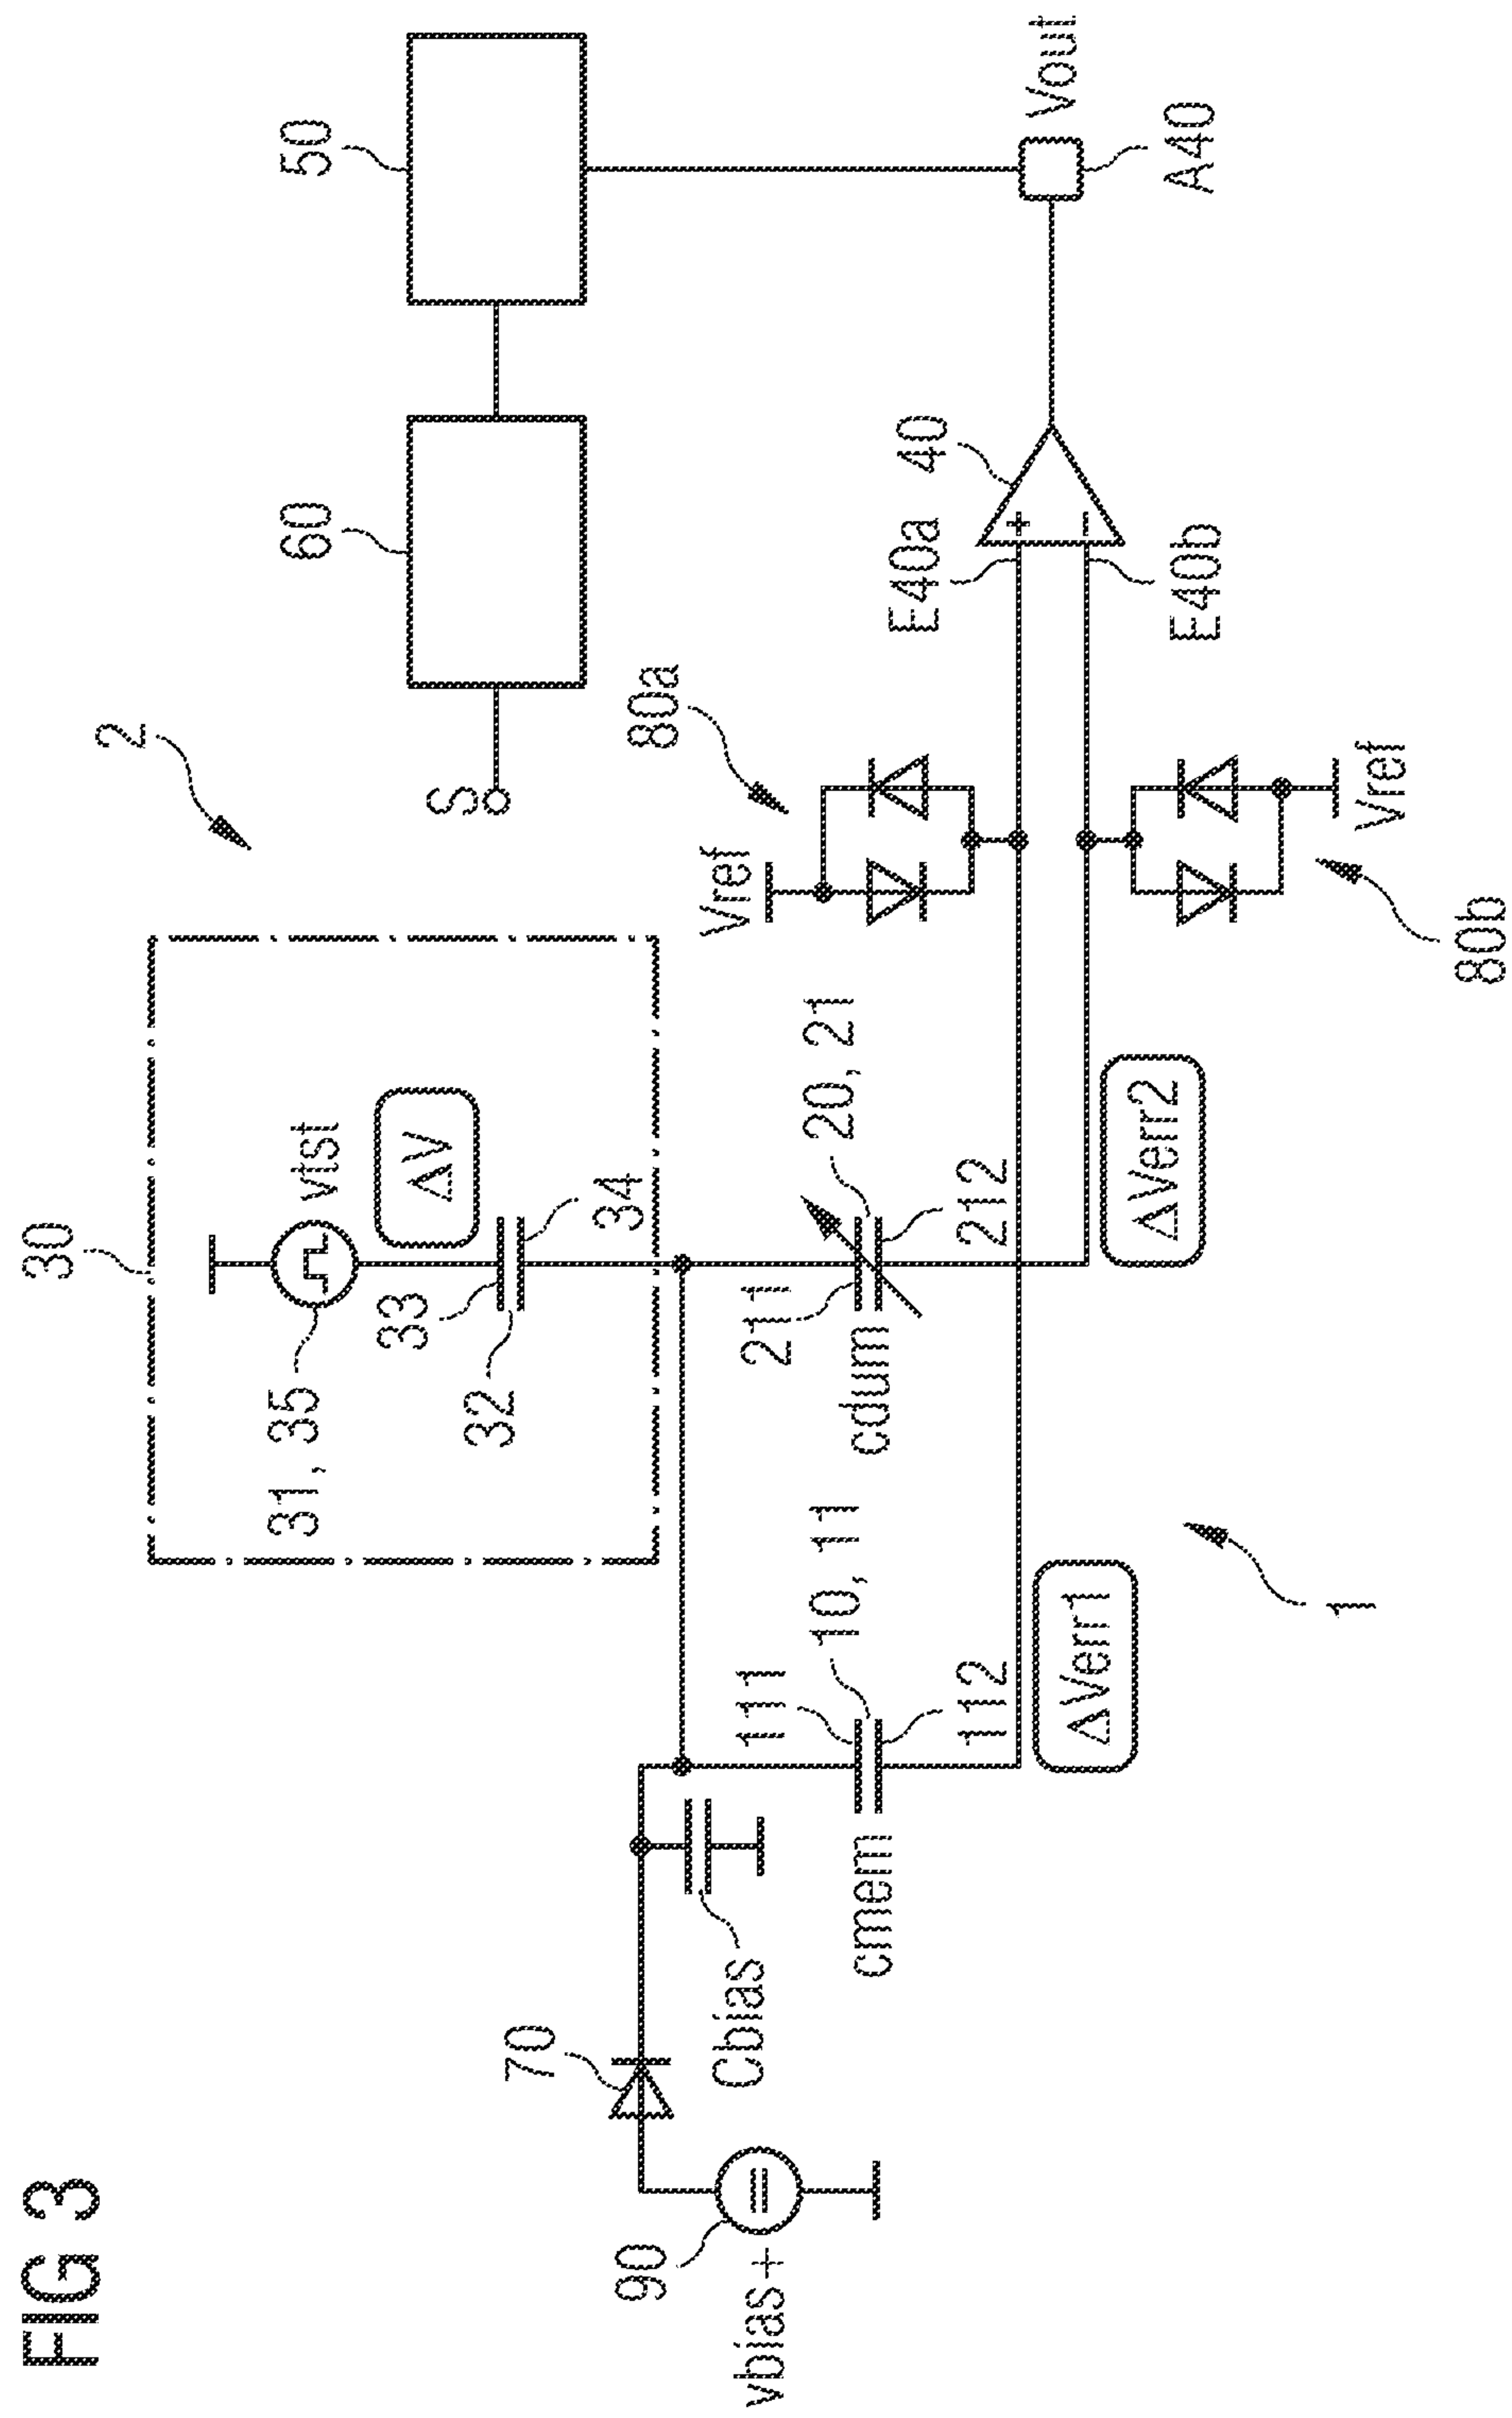 FIG 3
30
31, 35
vtst
ΔV
33
34
32
2
60
50
S
70
90
vbias+
Cbias
111
10, 11
cmem
112
ΔVerr1
211
20, 21
cdum
212
ΔVerr2
Vref
80a
80b
Vref
E40a
40
+
-
E40b
Vout
A40
1